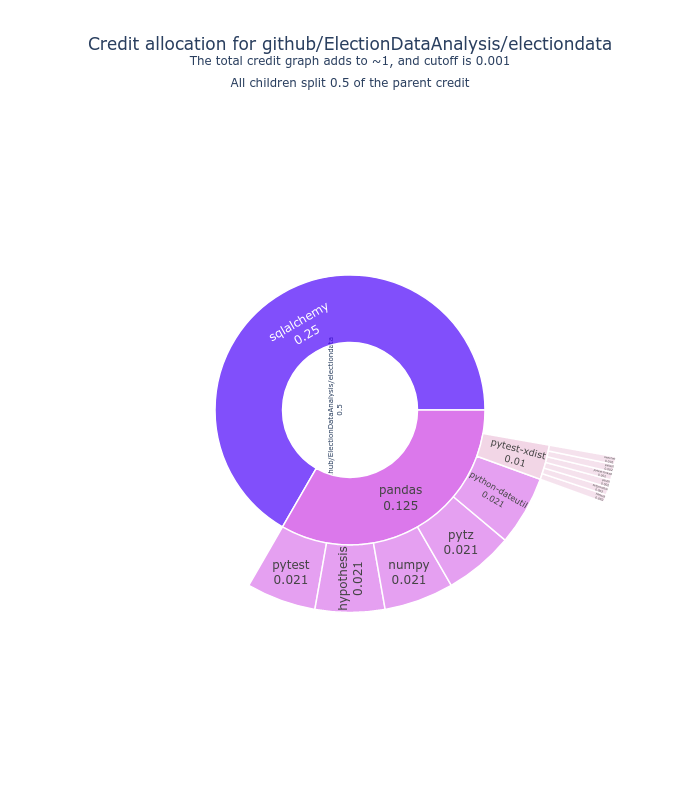 Credit allocation for github/ElectionDataAnalysis/electiondata
The total credit graph adds to ~1, and cutoff is 0.001
All children split 0.5 of the parent credit
sqlalchemy
0.25
hub/ElectionDataAnalysis/electiondata
0.5
pandas
0.125
pytest-xdist
0.01
python-dateutil
0.021
pytz
0.021
numpy
0.021
hypothesis
0.021
pytest
0.021